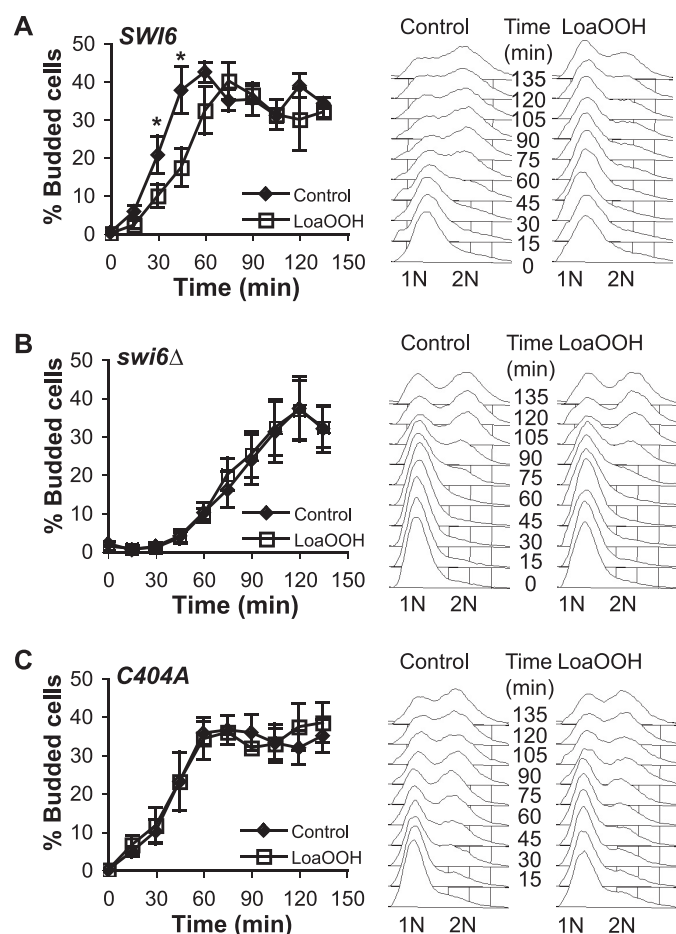 A
SWI6
% Budded cells
50
40
30
20
10
0
*
*
Control
LoaOOH
0 30 60 90 120 150
Time (min)
Control Time (min) LoaOOH
135
120
105
90
75
60
45
30
15
0
1N 2N 1N 2N
B
swi6Δ
% Budded cells
50
40
30
20
10
0
Control
LoaOOH
0 30 60 90 120 150
Time (min)
Control Time (min) LoaOOH
135
120
105
90
75
60
45
30
15
0
1N 2N 1N 2N
C
C404A
% Budded cells
50
40
30
20
10
0
Control
LoaOOH
0 30 60 90 120 150
Time (min)
Control Time (min) LoaOOH
135
120
105
90
75
60
45
30
15
1N 2N 1N 2N